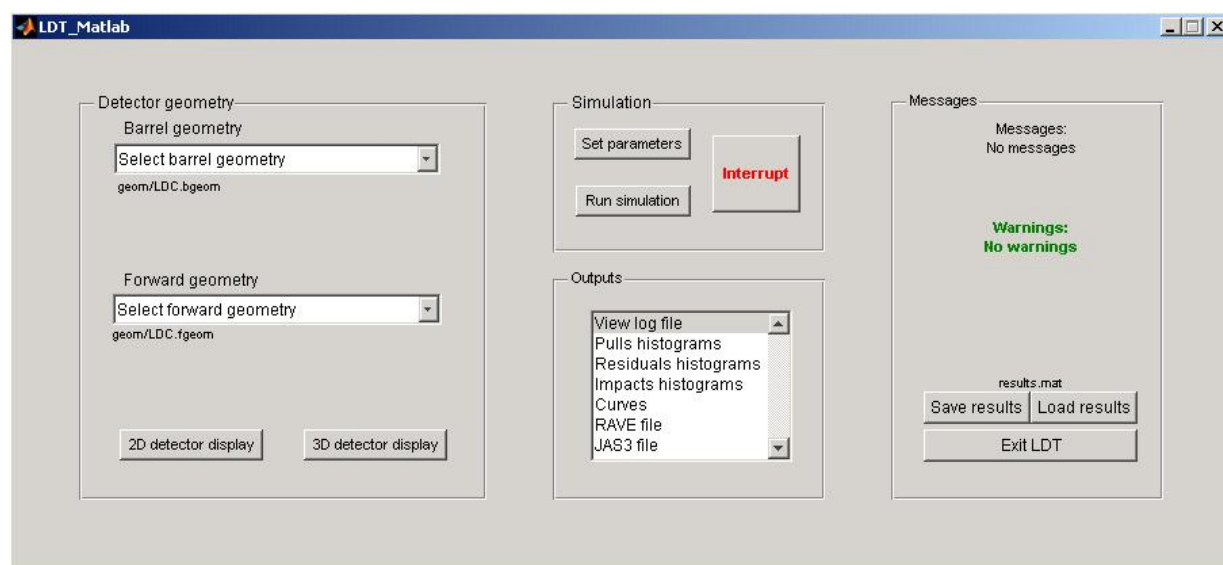 LDT_Matlab
Detector geometry
Barrel geometry
Select barrel geometry
geom/LDC.bgeom
Forward geometry
Select forward geometry
geom/LDC.fgeom
2D detector display
3D detector display
Simulation
Set parameters
Run simulation
Interrupt
Outputs
View log file
Pulls histograms
Residuals histograms
Impacts histograms
Curves
RAVE file
JAS3 file
Messages
Messages:
No messages
Warnings:
No warnings
results.mat
Save results
Load results
Exit LDT